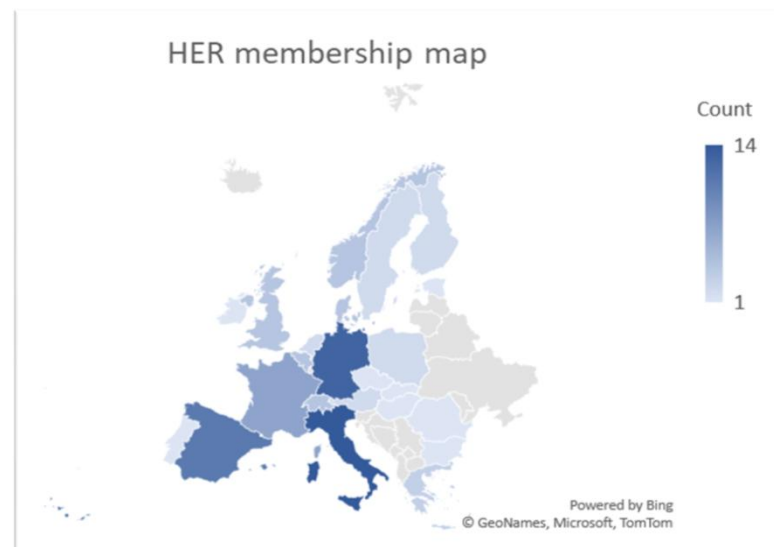 HER membership map
Count
14
1
Powered by Bing
© GeoNames, Microsoft, TomTom